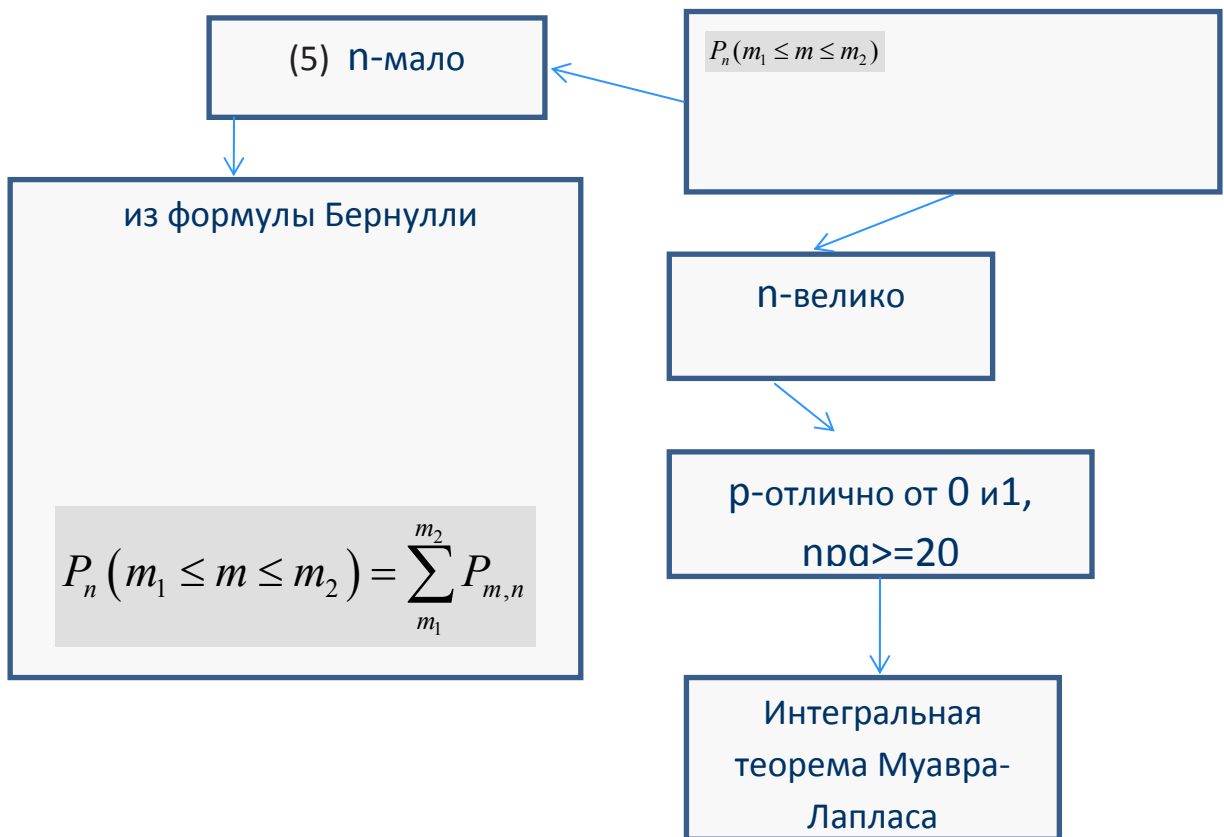 (5) n-мало
P_n(m_1 ≤ m ≤ m_2)
из формулы Бернулли
P_n(m_1 ≤ m ≤ m_2) = \sum_{m_1}^{m_2} P_{m,n}
n-велико
p-отлично от 0 и1,
npq>=20
Интегральная
теорема Муавра-
Лапласа